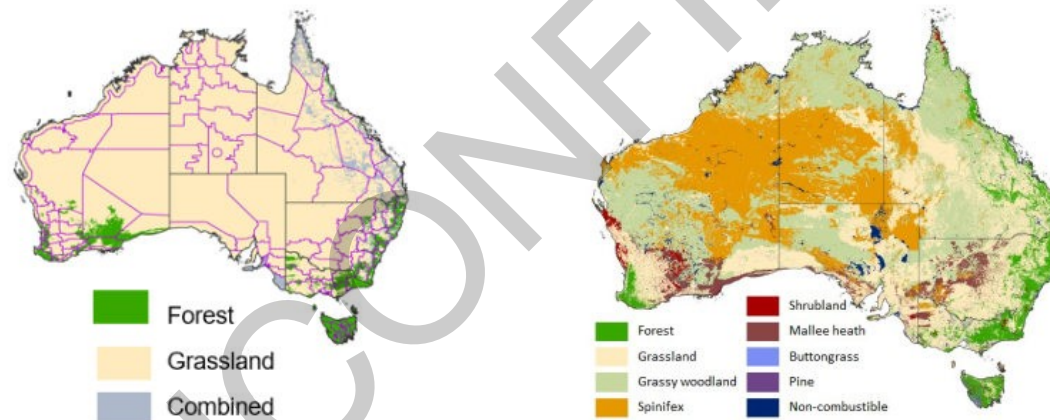 Forest
Grassland
Combined
Forest
Grassland
Grassy woodland
Spinifex
Shrubland
Mallee heath
Buttongrass
Pine
Non-combustible